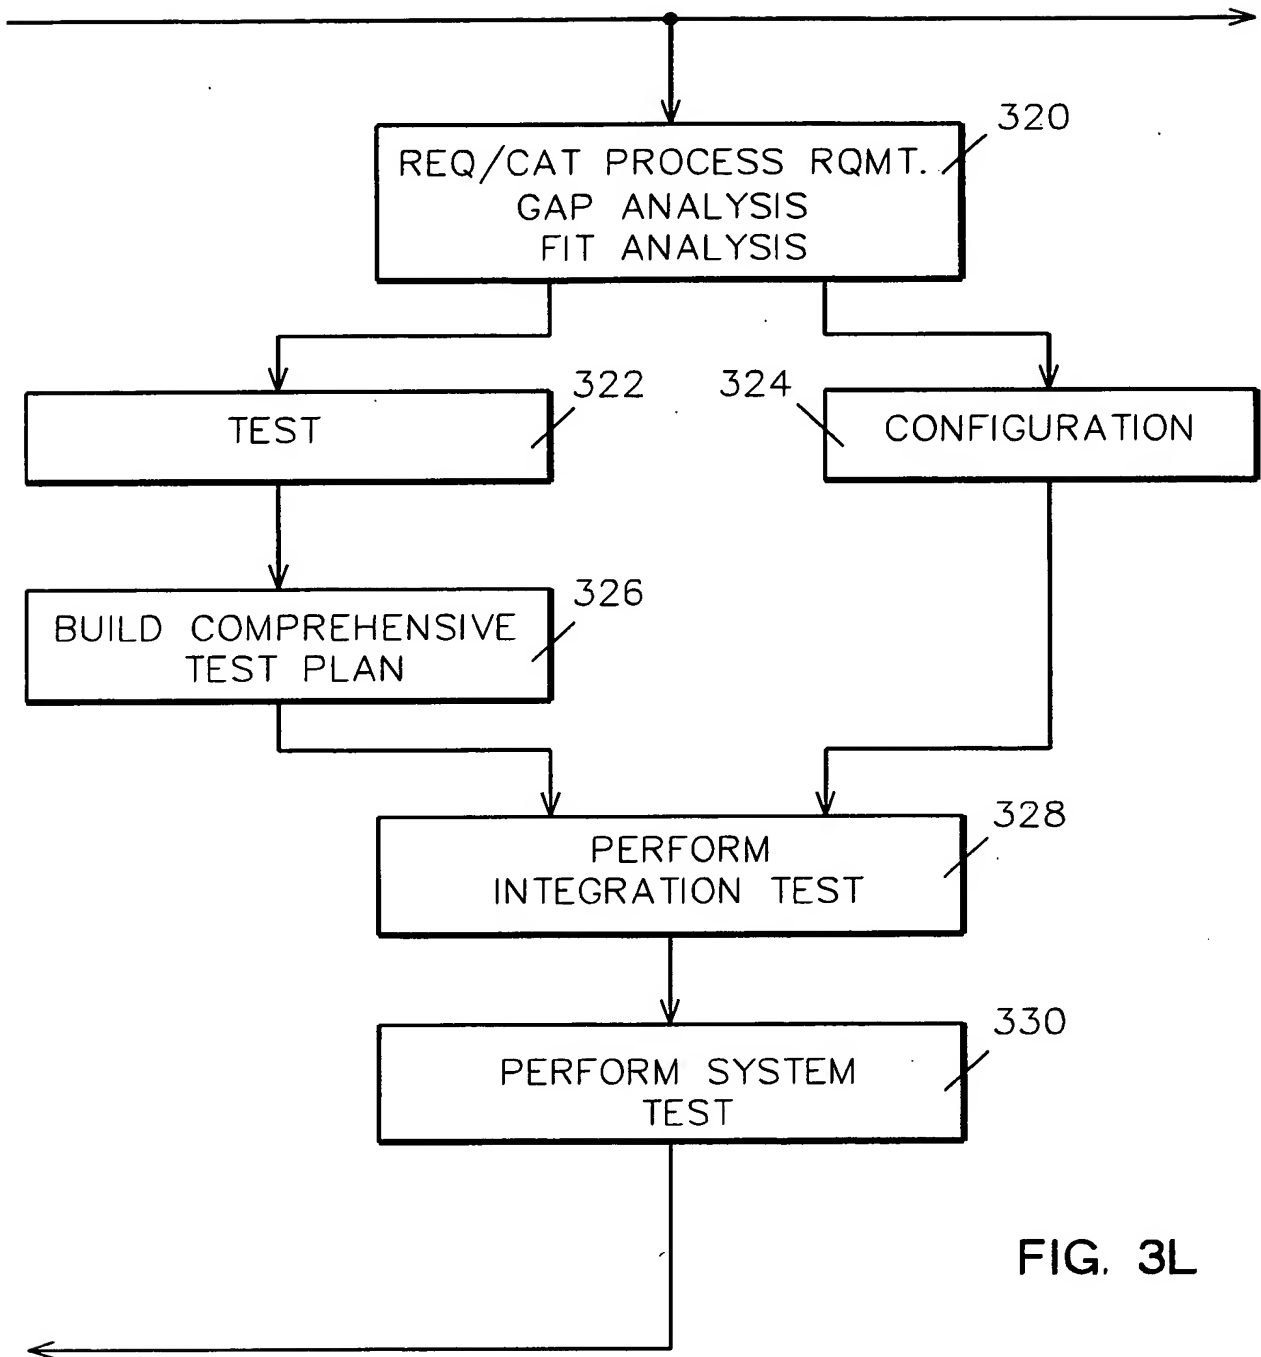 320
REQ/CAT PROCESS RQMT.
GAP ANALYSIS
FIT ANALYSIS
322
TEST
324
CONFIGURATION
326
BUILD COMPREHENSIVE
TEST PLAN
328
PERFORM
INTEGRATION TEST
330
PERFORM SYSTEM
TEST
FIG. 3L